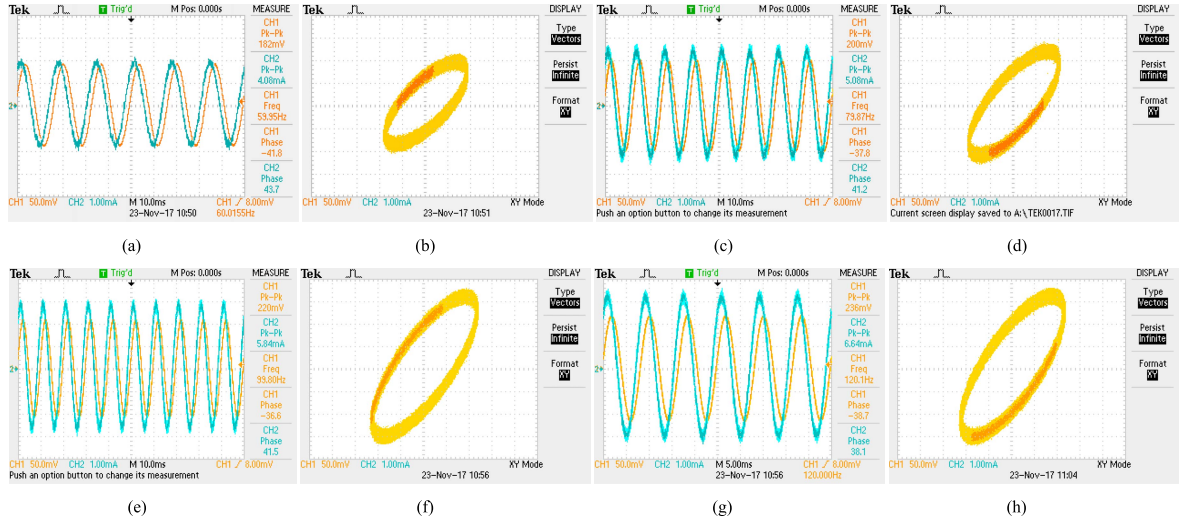 Tek Trig'd M Pos: 0.000s MEASURE
CH1
Pk-Pk
182mV
CH2
Pk-Pk
4.08mA
CH1
Freq
59.95Hz
CH1
Phase
-41.8
CH2
Phase
43.7
2
CH1 50.0mV CH2 1.00mA M 10.0ms CH1 8.00mV
23-Nov-17 10:50 60.0155Hz
(a)
Tek DISPLAY
Type
Vectors
Persist
Infinite
Format
XY
2
CH1 50.0mV CH2 1.00mA XY Mode
23-Nov-17 10:51
(b)
Tek T Trig'd M Pos: 0.000s MEASURE
CH1
Pk-Pk
200mV
CH2
Pk-Pk
5.08mA
CH1
Freq
79.87Hz
CH1
Phase
-37.8
CH2
Phase
41.2
2
CH1 50.0mV CH2 1.00mA M 10.0ms CH1 8.00mV
Push an option button to change its measurement
(c)
Tek DISPLAY
Type
Vectors
Persist
Infinite
Format
XY
2
CH1 50.0mV CH2 1.00mA XY Mode
Current screen display saved to A:\TEK0017.TIF
(d)
Tek T Trig'd M Pos: 0.000s MEASURE
CH1
Pk-Pk
220mV
CH2
Pk-Pk
5.84mA
CH1
Freq
99.80Hz
CH1
Phase
-36.6
CH2
Phase
41.5
2
CH1 50.0mV CH2 1.00mA M 10.0ms CH1 8.00mV
Push an option button to change its measurement
(e)
Tek DISPLAY
Type
Vectors
Persist
Infinite
Format
XY
2
CH1 50.0mV CH2 1.00mA XY Mode
23-Nov-17 10:56
(f)
Tek T Trig'd M Pos: 0.000s MEASURE
CH1
Pk-Pk
236mV
CH2
Pk-Pk
6.64mA
CH1
Freq
120.1Hz
CH1
Phase
-38.7
CH2
Phase
38.1
2
CH1 50.0mV CH2 1.00mA M 5.00ms CH1 8.00mV
23-Nov-17 10:56 120.000Hz
(g)
Tek DISPLAY
Type
Vectors
Persist
Infinite
Format
XY
2
CH1 50.0mV CH2 1.00mA XY Mode
23-Nov-17 11:04
(h)